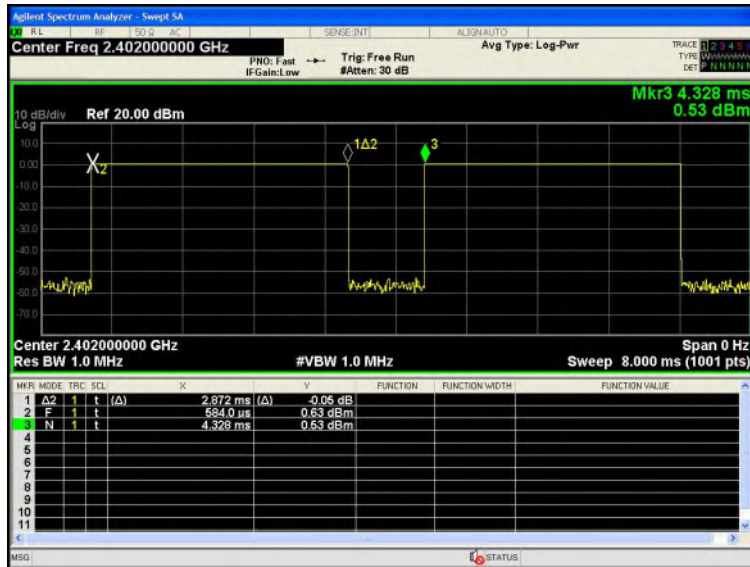 Agilent Spectrum Analyzer - Swept SA
RL RF 50 Ω AC SENSE:INT ALIGN AUTO
Center Freq 2.402000000 GHz
PNO: Fast
IFGain:Low
Trig: Free Run
#Atten: 30 dB
Avg Type: Log-Pwr
TRACE 1 2 3 4 5
TYPE
DET P N N N N N
Mkr3 4.328 ms
0.53 dBm
10 dB/div Ref 20.00 dBm
Log
10.0
0.00
-10.0
-20.0
-30.0
-40.0
-50.0
-60.0
-70.0
2
1Δ2
3
Center 2.402000000 GHz Span 0 Hz
Res BW 1.0 MHz #VBW 1.0 MHz Sweep 8.000 ms (1001 pts)
MKR MODE TRC SCL X Y FUNCTION FUNCTION WIDTH FUNCTION VALUE
1 Δ2 1 t (Δ) 2.872 ms (Δ) -0.05 dB
2 F 1 t 584.0 µs 0.63 dBm
3 N 1 t 4.328 ms 0.53 dBm
4
5
6
7
8
9
10
11
MSG STATUS